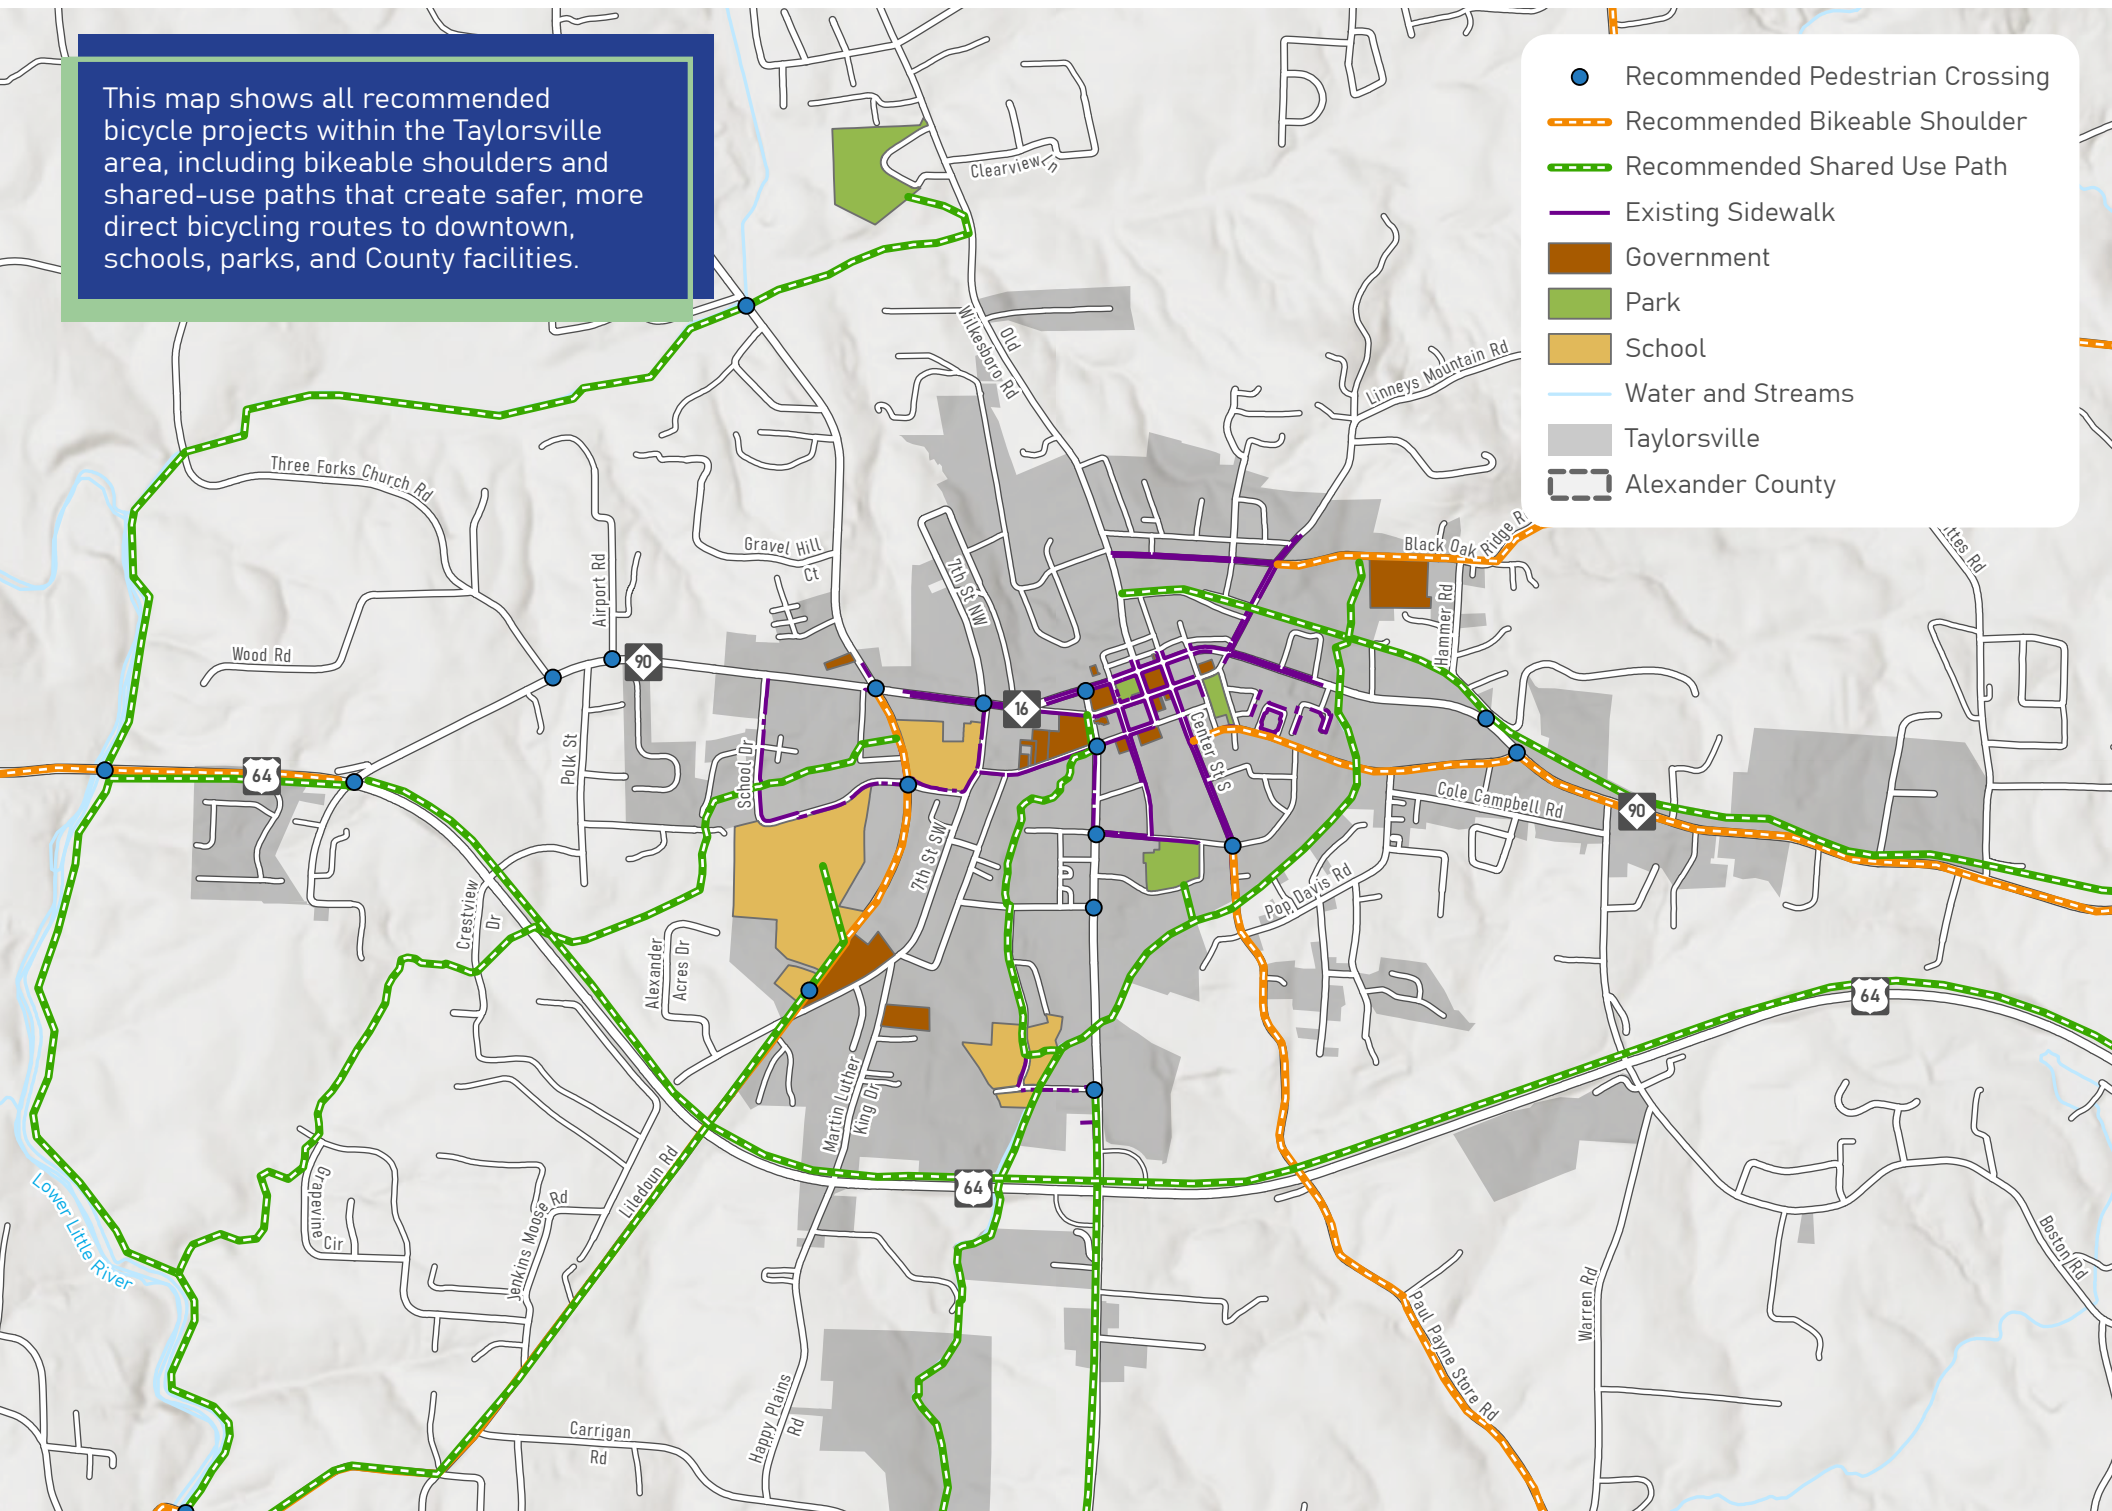 This map shows all recommended
bicycle projects within the Taylorsville
area, including bikeable shoulders and
shared-use paths that create safer, more
direct bicycling routes to downtown,
schools, parks, and County facilities.
Recommended Pedestrian Crossing
Recommended Bikeable Shoulder
Recommended Shared Use Path
Existing Sidewalk
Government
Park
School
Water and Streams
Taylorsville
Alexander County
Clearview Ln
Old
Wilkesboro Rd
Linneys Mountain Rd
Three Forks Church Rd
Black Oak Ridge R
ttes Rd
Gravel Hill
Ct
Airport Rd
7th St NW
Hammer Rd
Wood Rd
90
16
64
Polk St
School Dr
Center St S
Cole Campbell Rd
90
7th St SW
Pop Davis Rd
Crestview
Dr
Alexander
Acres Dr
64
Martin Luther
King Dr
Liledoun Rd
64
Lower Little River
Grapevine
Cir
Jenkins Moose Rd
Boston Rd
Warren Rd
Paul Payne Store Rd
Happy Plains
Rd
Carrigan
Rd